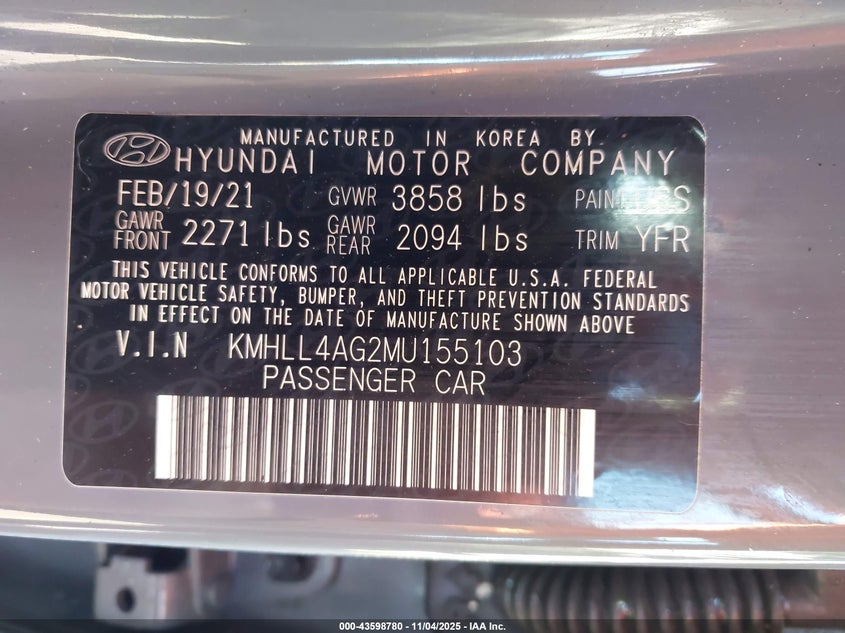 MANUFACTURED IN KOREA BY
HYUNDAI MOTOR COMPANY
FEB/19/21 GVWR 3858 lbs PAINT
GAWR FRONT 2271 lbs GAWR REAR 2094 lbs TRIM YFR
THIS VEHICLE CONFORMS TO ALL APPLICABLE U.S.A. FEDERAL
MOTOR VEHICLE SAFETY, BUMPER, AND THEFT PREVENTION STANDARDS
IN EFFECT ON THE DATE OF MANUFACTURE SHOWN ABOVE
V.I.N KMHLL4AG2MU155103
PASSENGER CAR
000-43598780 - 11/04/2025 - IAA Inc.